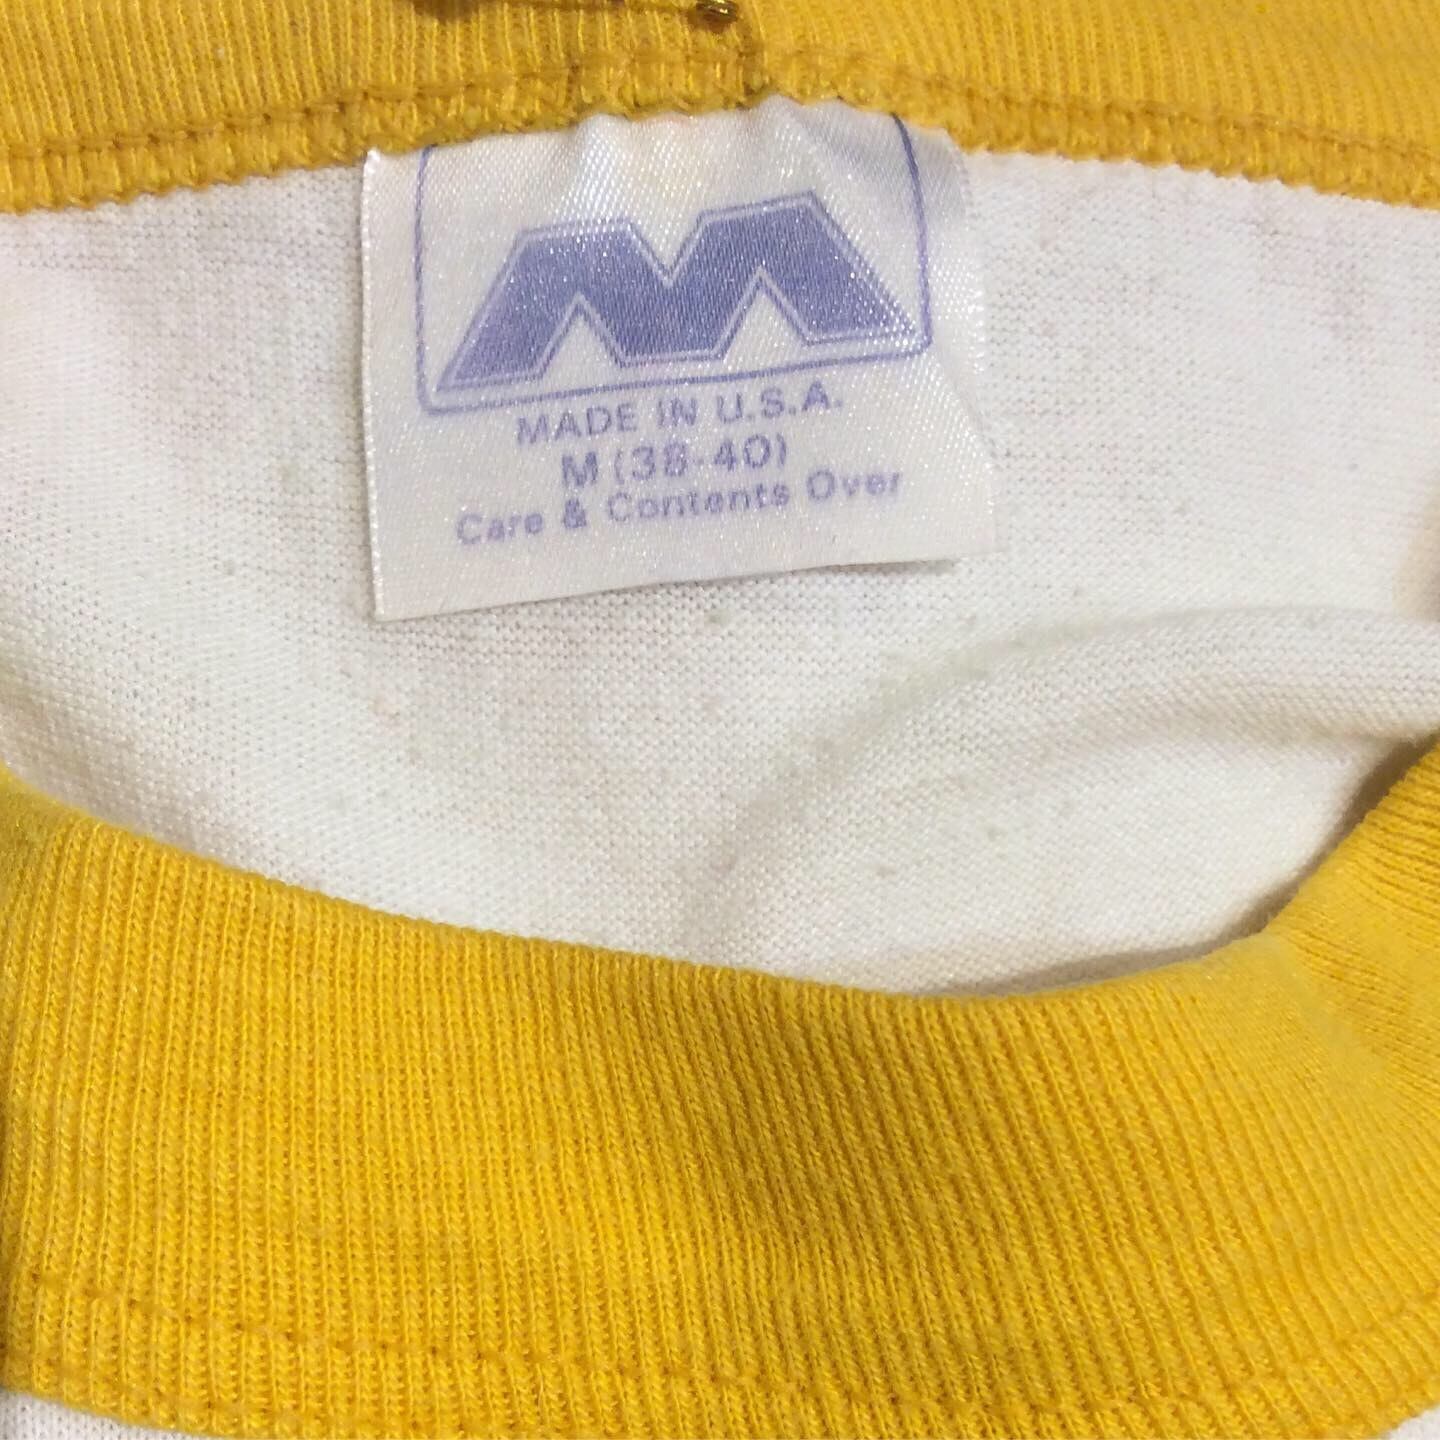 M
MADE IN U.S.A.
M (38-40)
Care & Contents Over